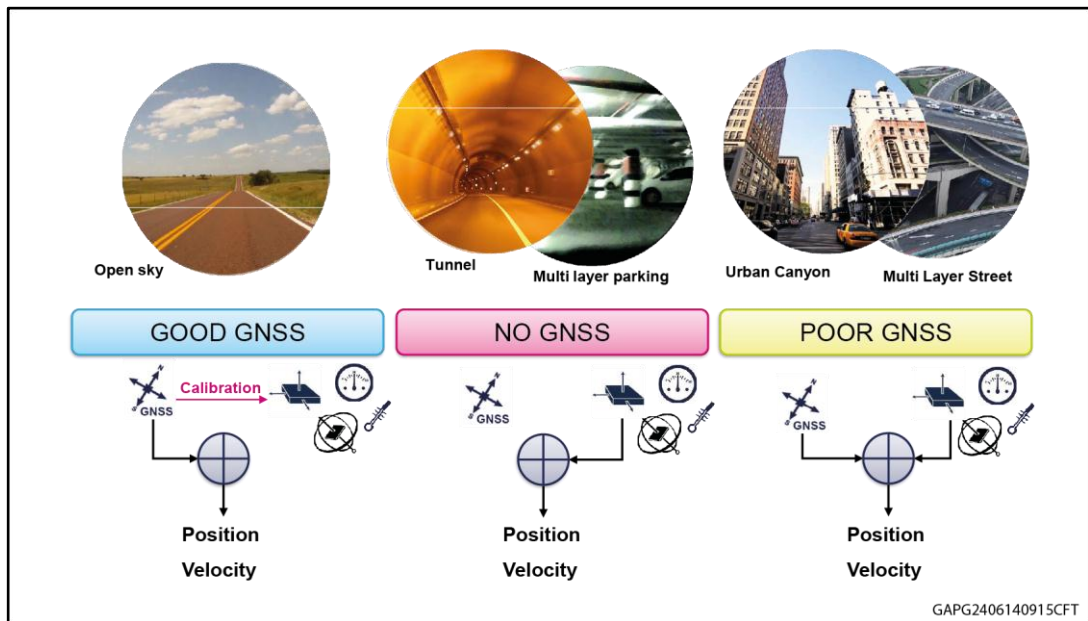 Open sky
Tunnel
Multi layer parking
Urban Canyon
Multi Layer Street
GOOD GNSS
NO GNSS
POOR GNSS
Calibration
N
S
GNSS
N
S
GNSS
N
S
GNSS
Position
Velocity
Position
Velocity
Position
Velocity
GAPG2406140915CFT